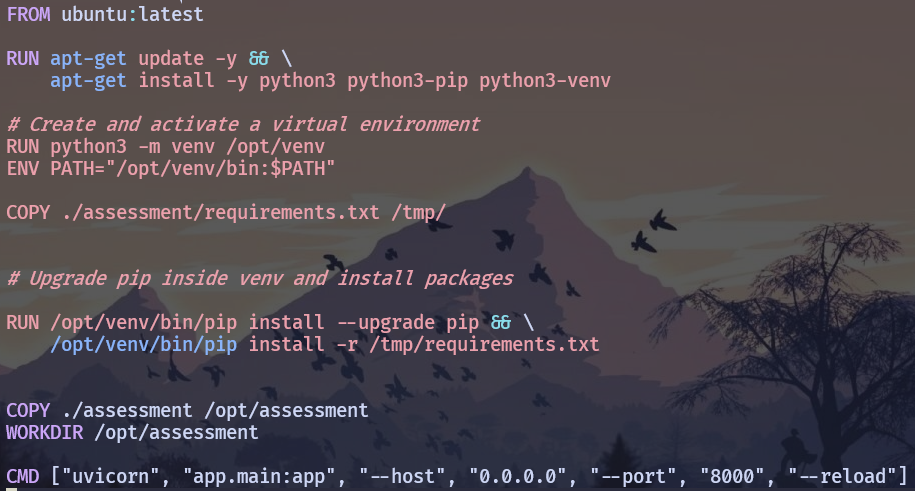 FROM ubuntu:latest
RUN apt-get update -y && \
apt-get install -y python3 python3-pip python3-venv
# Create and activate a virtual environment
RUN python3 -m venv /opt/venv
ENV PATH="/opt/venv/bin:$PATH"
COPY ./assessment/requirements.txt /tmp/
# Upgrade pip inside venv and install packages
RUN /opt/venv/bin/pip install --upgrade pip && \
/opt/venv/bin/pip install -r /tmp/requirements.txt
COPY ./assessment /opt/assessment
WORKDIR /opt/assessment
CMD ["uvicorn", "app.main:app", "--host", "0.0.0.0", "--port", "8000", "--reload"]